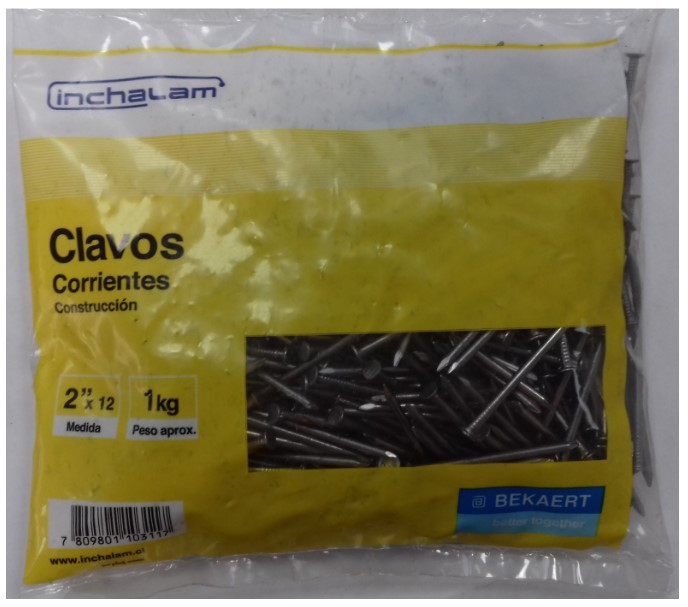 inchalam
Clavos
Corrientes
Construcción
2” x 12
Medida
1kg
Peso aprox.
BEKAERT
better together
7 809801 103117
www.inchalam.cl